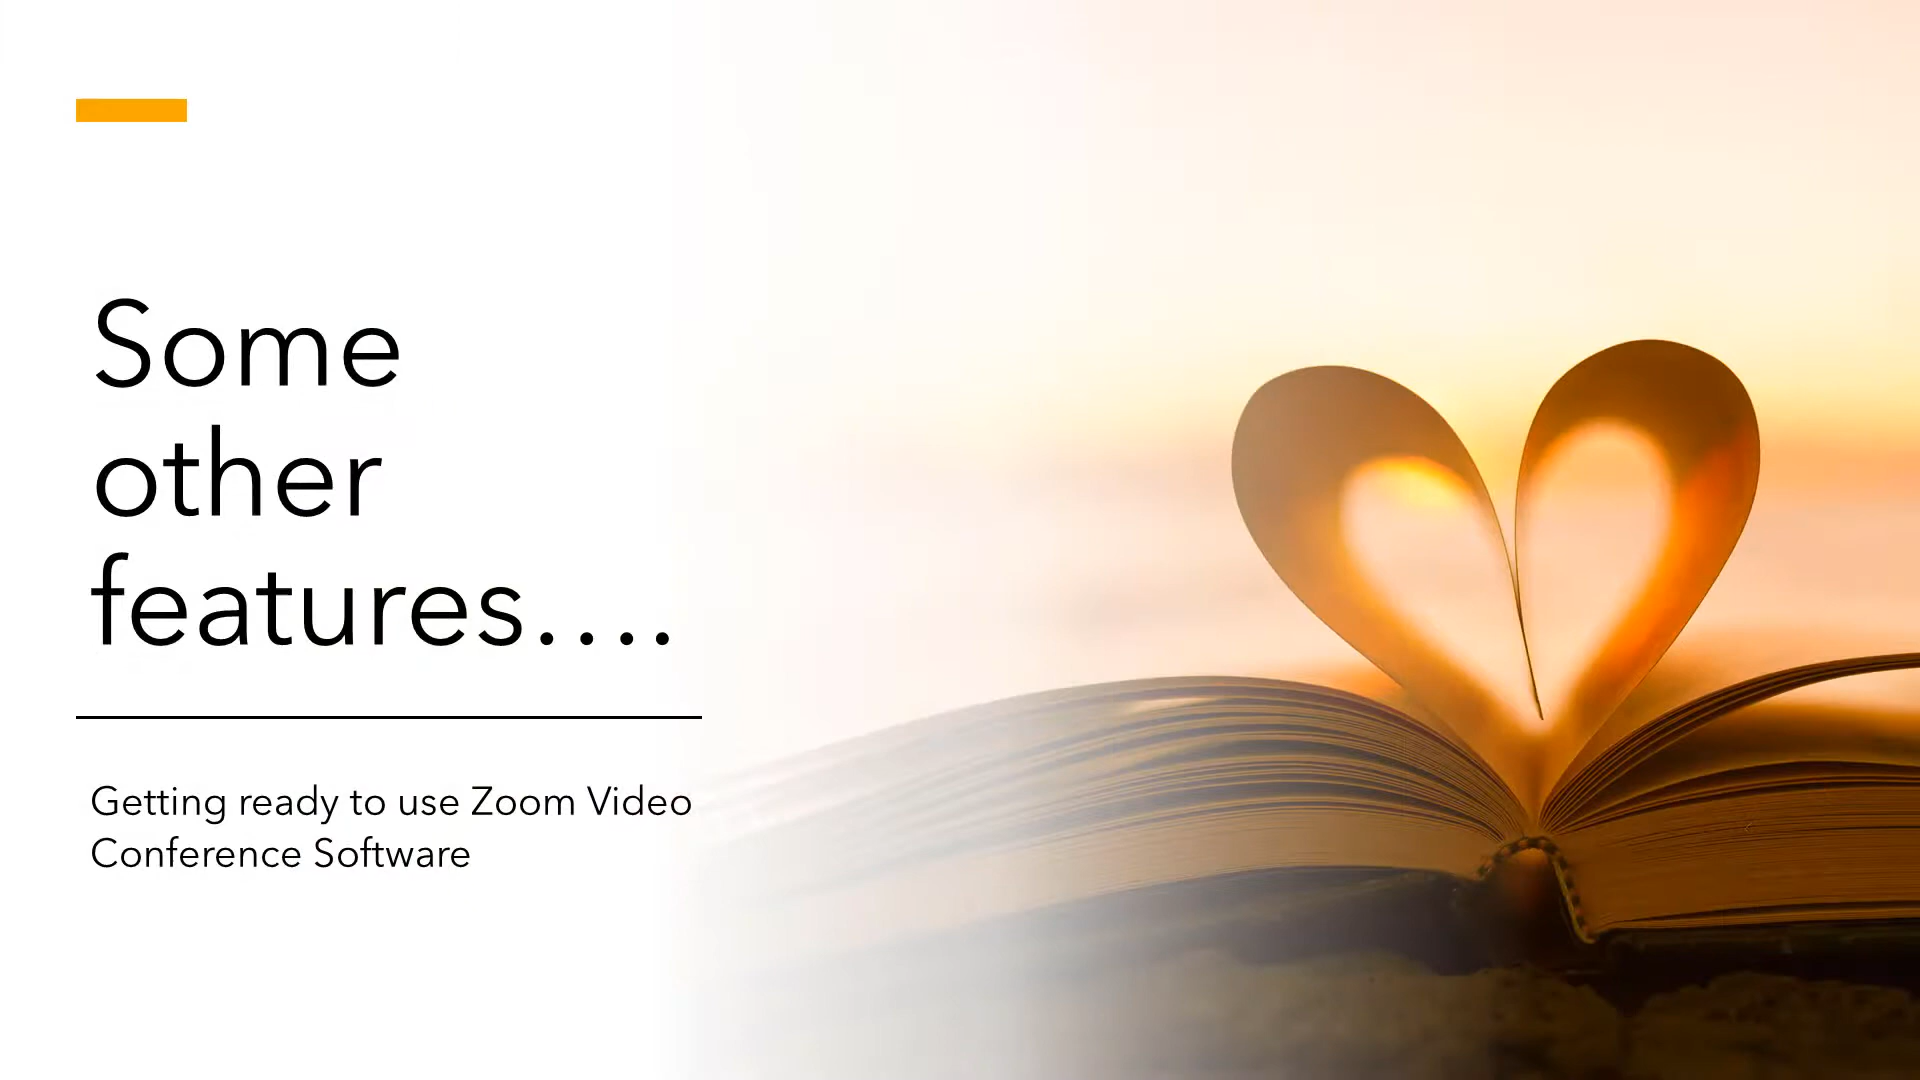 Some
other
features....
Getting ready to use Zoom Video
Conference Software